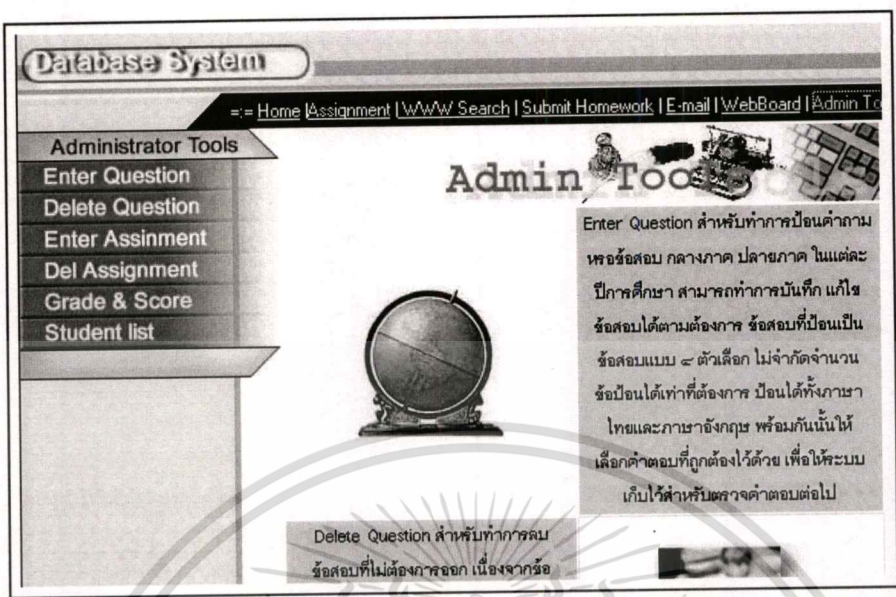 Database System
=:= Home |Assignment | WWW Search | Submit Homework | E-mail | WebBoard | Admin To
Administrator Tools
Enter Question
Delete Question
Enter Assinment
Del Assignment
Grade & Score
Student list
Admin Tools
Enter Question สำหรับทำการป้อนคำถาม
หรอข้อสอบ กลางภาค ปลายภาค ในแต่ละ
ปีการศึกษา สามารถทำการบันทึก แก้ไข
ข้อสอบได้ตามต้องการ ข้อสอบที่ป้อนเป็น
ข้อสอบแบบ ๔ ตัวเลือก ไม่จำกัดจำนวน
ข้อป้อนได้เท่าที่ต้องการ ป้อนได้ทั้งภาษา
ไทยและภาษาอังกฤษ พร้อมกันนั้นให้
เลือกคำตอบที่ถูกต้องไว้ด้วย เพื่อให้ระบบ
เก็บไว้สำหรับตรวจคำตอบต่อไป
Delete Question สำหรับทำการลบ
ข้อสอบที่ไม่ต้องการออก เนื่องจากข้อ